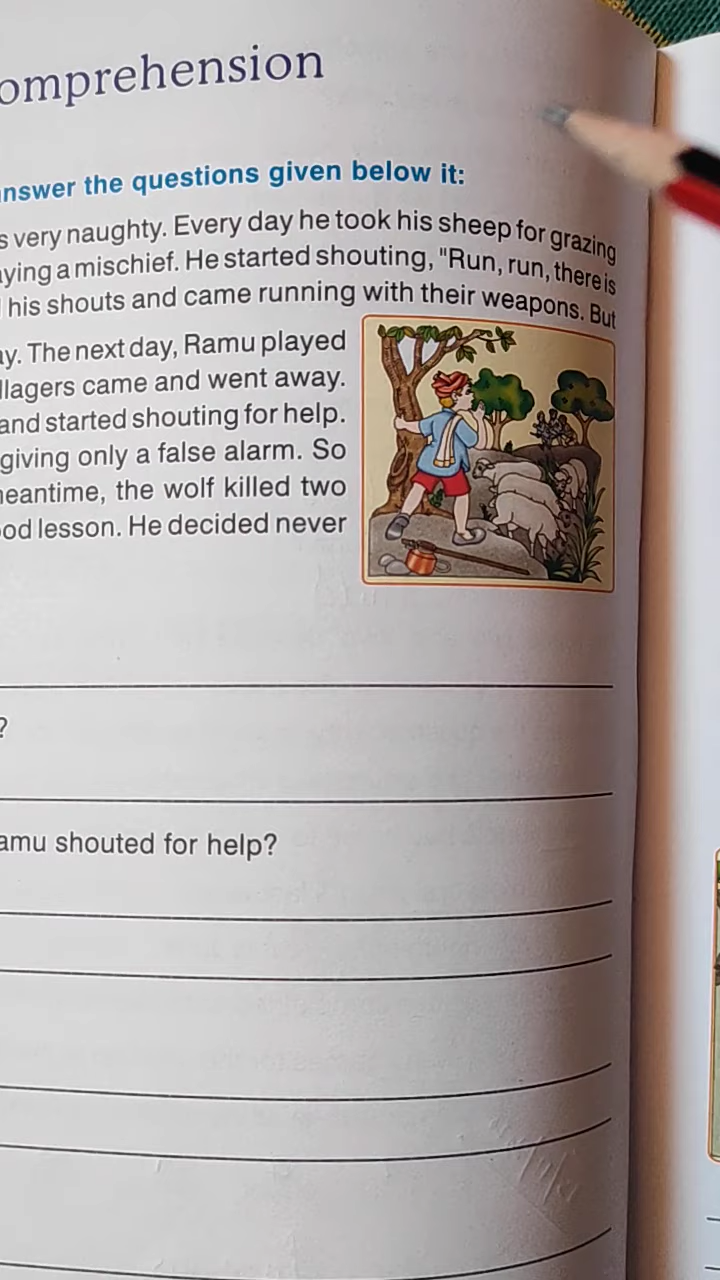 omprehension
nswer the questions given below it:
s very naughty. Every day he took his sheep for grazing
ying a mischief. He started shouting, "Run, run, there is
his shouts and came running with their weapons. But
ay. The next day, Ramu played
llagers came and went away.
and started shouting for help.
giving only a false alarm. So
neantime, the wolf killed two
od lesson. He decided never
?
amu shouted for help?